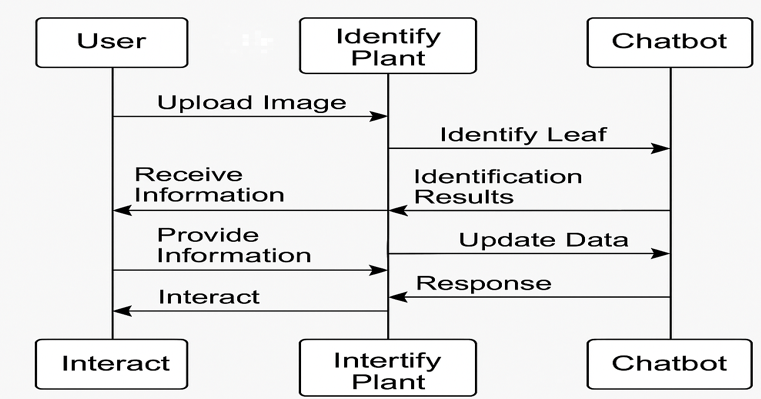 User
Identify
Plant
Chatbot
Upload Image
Identify Leaf
Receive
Information
Identification
Results
Provide
Information
Update Data
Interact
Response
Interact
Intertify
Plant
Chatbot